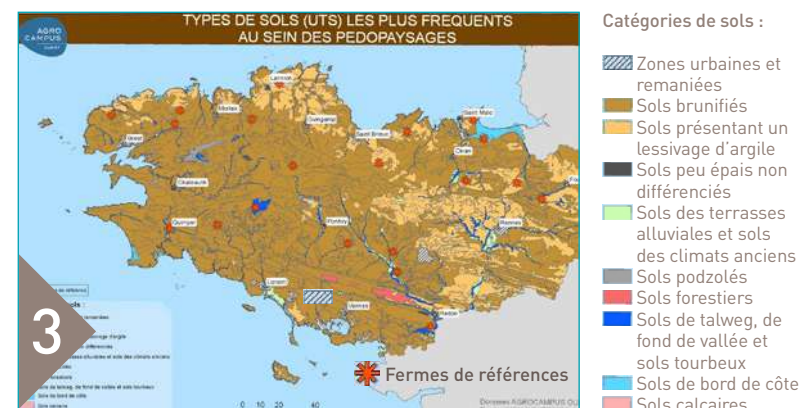 TYPES DE SOLS (UTS) LES PLUS FREQUENTS
AU SEIN DES PEDOPAYSAGES
AGRO
CAMPUS
OUEST
Lannion
Morlaix
Guingamp
Saint Brieuc
Saint Malo
Dinan
Brest
Chateaulin
Quimper
Pontivy
Rennes
Lorient
Vannes
Redon
3
Fermes de références
0 10 20 40
Données AGROCAMPUS OU
Catégories de sols :
Zones urbaines et
remaniées
Sols brunifiés
Sols présentant un
lessivage d'argile
Sols peu épais non
différenciés
Sols des terrasses
alluviales et sols
des climats anciens
Sols podzolés
Sols forestiers
Sols de talweg, de
fond de vallée et
sols tourbeux
Sols de bord de côte
Sols calcaires